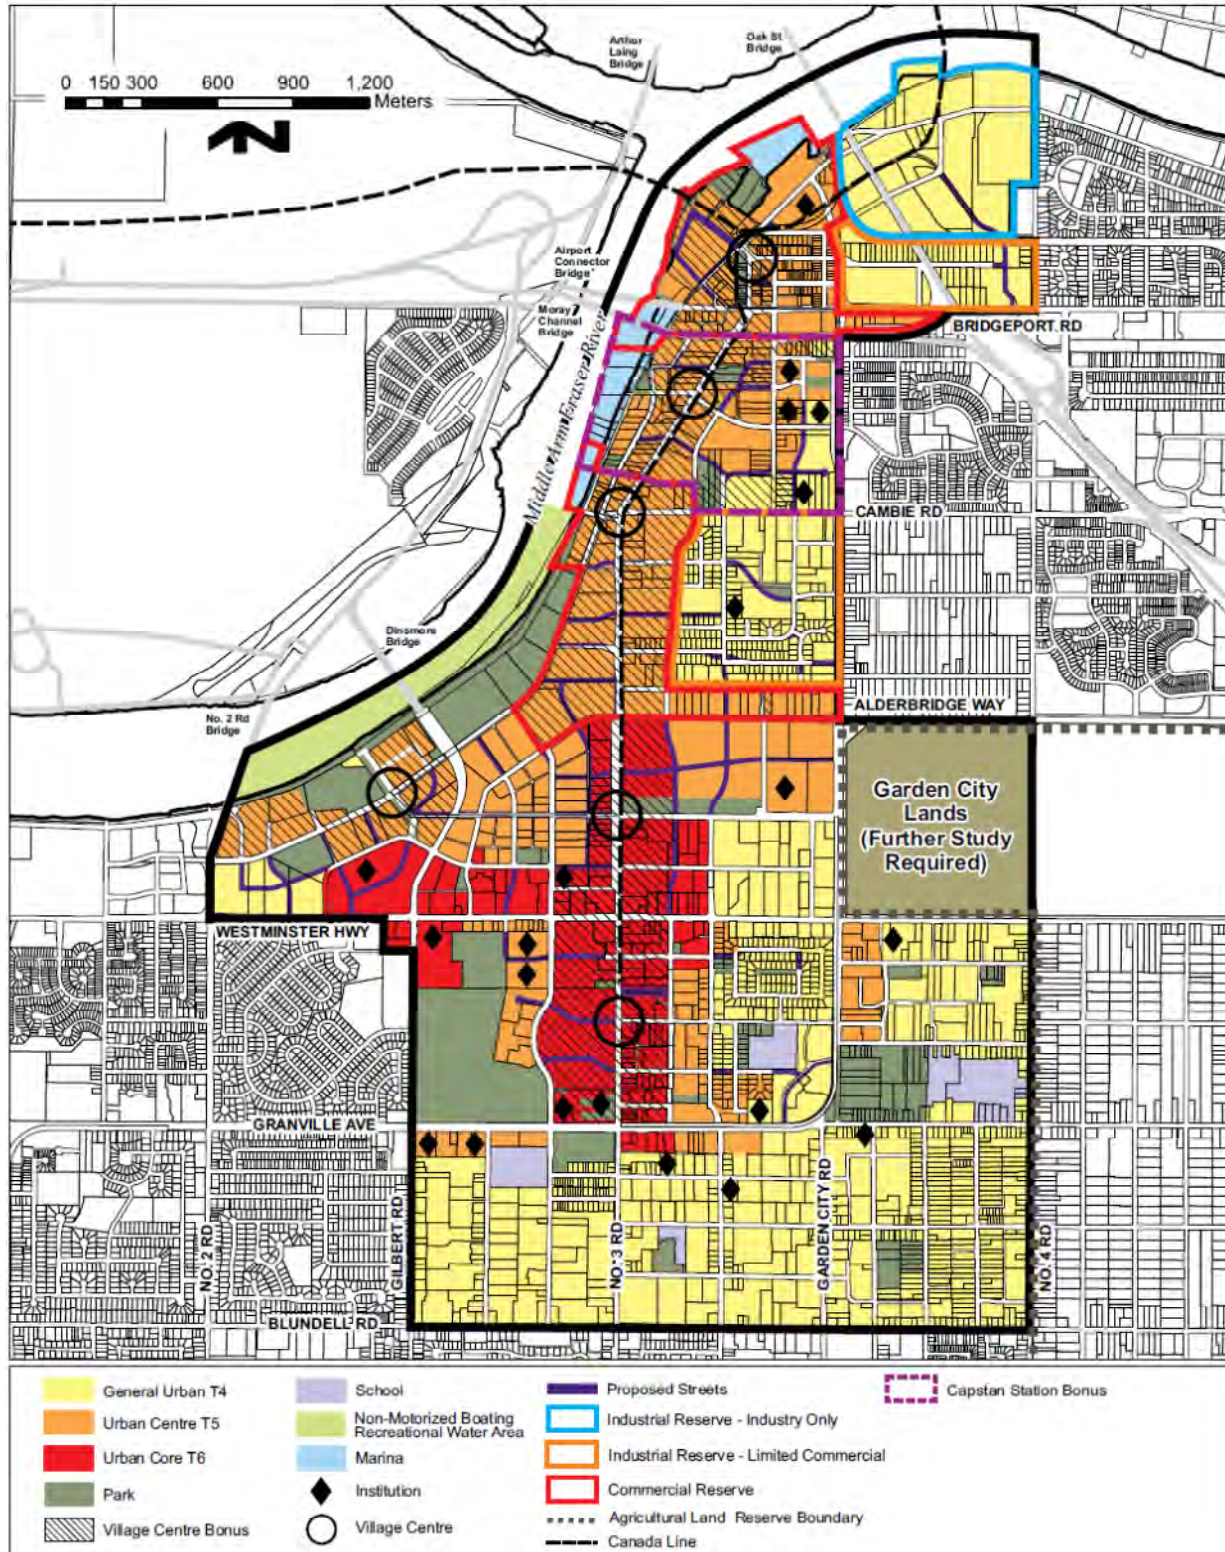 Arthur
Laing
Bridge
Oak St
Bridge
0 150 300 600 900 1,200
Meters
N
Airport
Connector
Bridge
Moray
Channel
Bridge
Middle Arm Fraser River
BRIDGEPORT RD
CAMBIE RD
Dinsmore
Bridge
No. 2 Rd
Bridge
ALDERBRIDGE WAY
Garden City
Lands
(Further Study
Required)
WESTMINSTER HWY
GRANVILLE AVE
NO. 2 RD
GILBERT RD
NO. 3 RD
GARDEN CITY RD
NO. 4 RD
BLUNDELL RD
General Urban T4
Urban Centre T5
Urban Core T6
Park
Village Centre Bonus
School
Non-Motorized Boating
Recreational Water Area
Marina
Institution
Village Centre
Proposed Streets
Industrial Reserve - Industry Only
Industrial Reserve - Limited Commercial
Commercial Reserve
Agricultural Land Reserve Boundary
Canada Line
Capstan Station Bonus